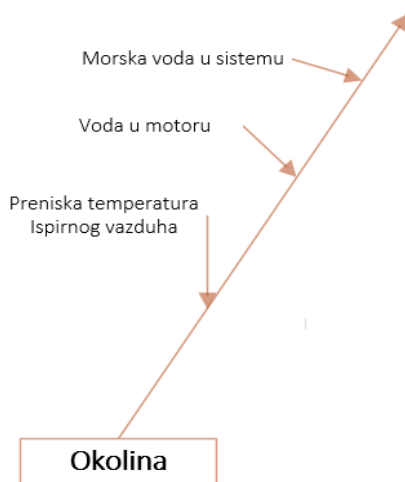 Morska voda u sistemu
Voda u motoru
Preniska temperatura
Ispirnog vazduha
Okolina